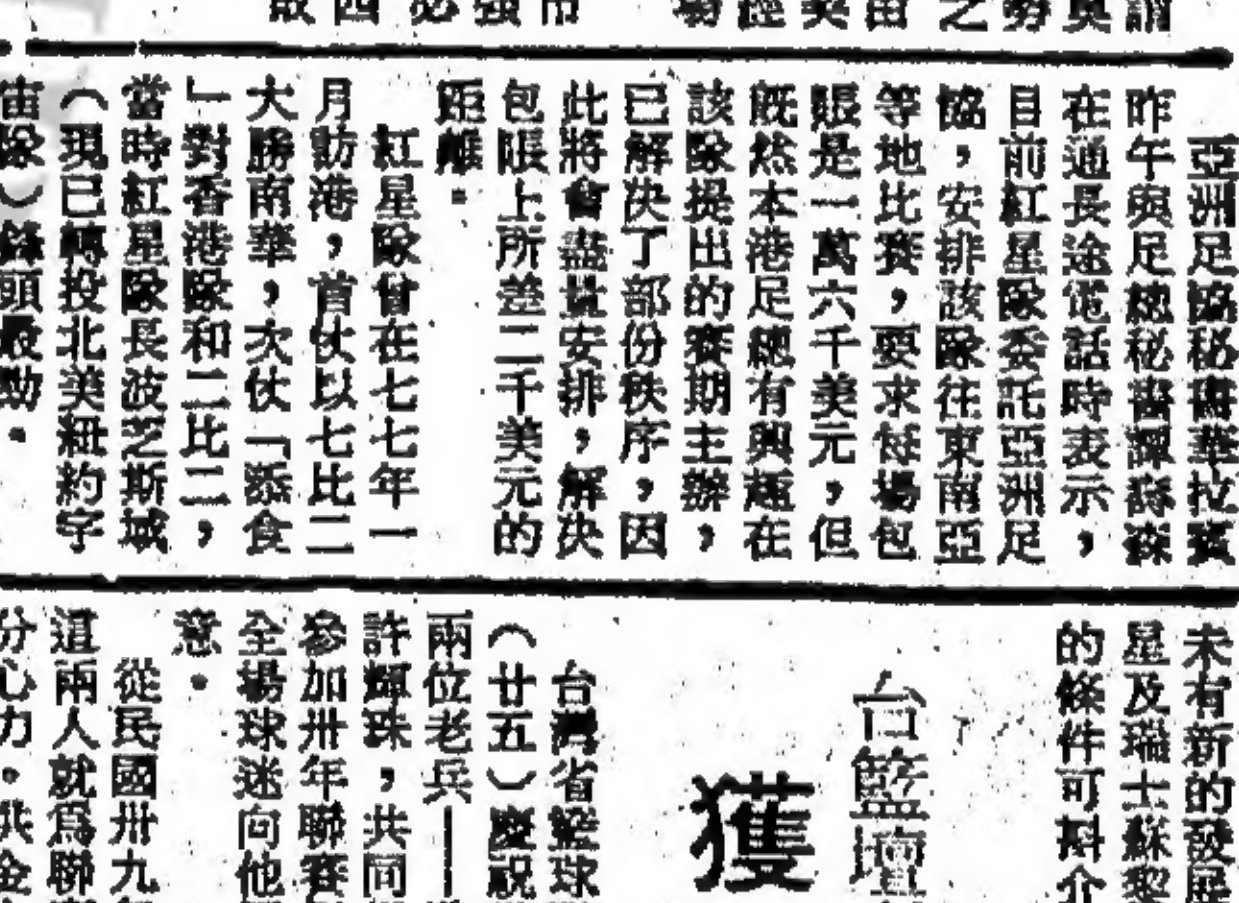 亞洲足協秘書華拉賓
昨午與足總秘書譚蘇森
在通長途電話時表示，
目前紅星隊委託亞洲足
協，安排該隊往東南亞
等地比賽，要求每場包
賬是一萬六千美元，但
既然本港足總有興趣在
該隊提出的賽期主辦，
已解決了部份秩序，因
此將會盡量安排，解決
包賬上所差二千美元的
距離．
紅星隊曾在七七年一
月訪港，首仗以七比二
大勝南華，次仗「添食
」對香港隊和二比二，
當時紅星隊長波芝斯城
（現已轉投北美紐約宇
宙隊）鋒頭最勁．
未有新的發展
星及瑞士蘇黎
的條件可斟介
台籃壇
獲
台灣省籃球
（廿五）慶祝
兩位老兵——
許輝珠，共同
參加卅年聯賽
全場球迷向他
意．
從民國卅九
這兩人就爲聯
分心力．共金